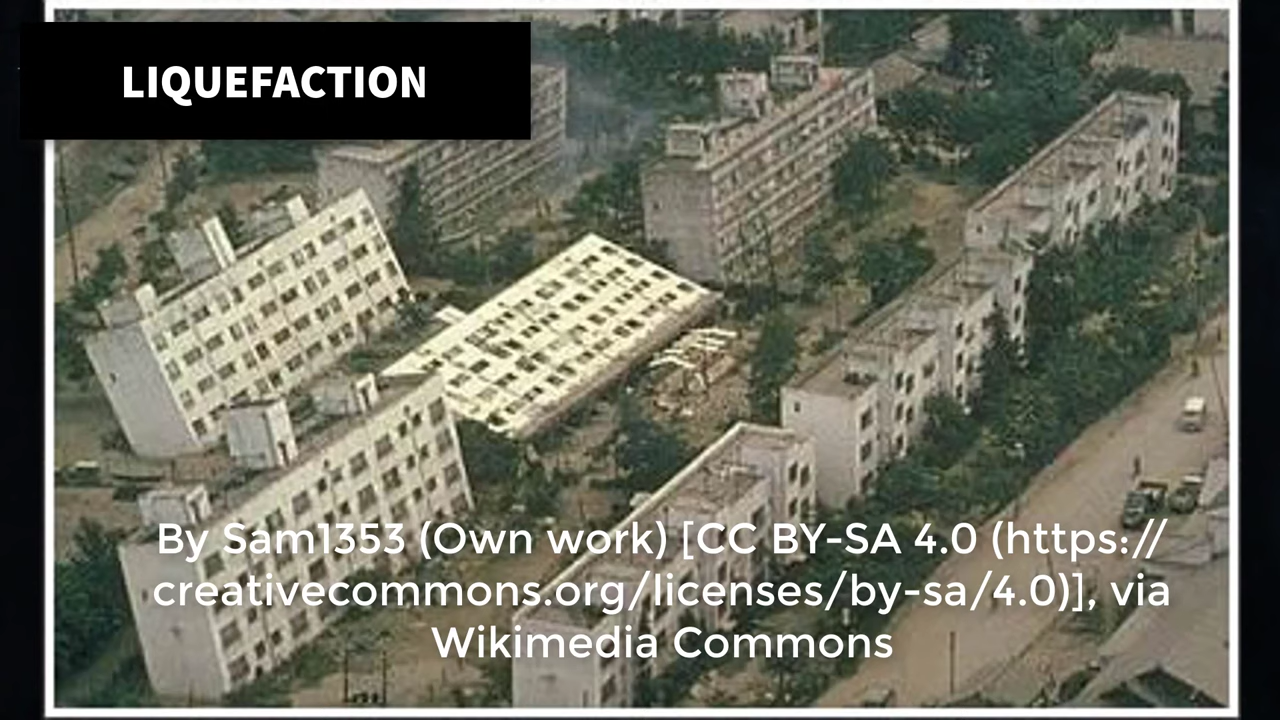 LIQUEFACTION
By Sam1353 (Own work) [CC BY-SA 4.0 (https://
creativecommons.org/licenses/by-sa/4.0)], via
Wikimedia Commons